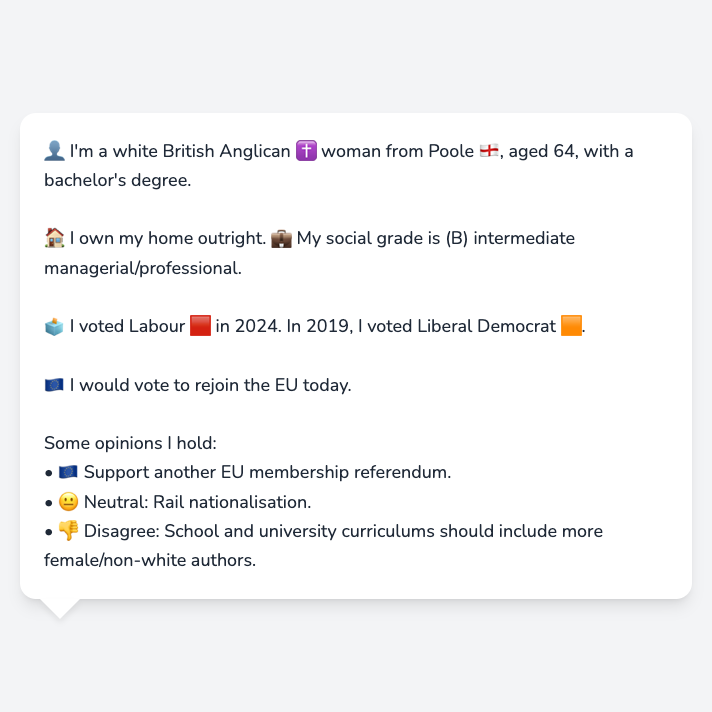 👤 I'm a white British Anglican ✝️ woman from Poole 🏴󠁧󠁢󠁥󠁮󠁧󠁿, aged 64, with a
bachelor's degree.
🏠 I own my home outright. 💼 My social grade is (B) intermediate
managerial/professional.
🗳️ I voted Labour 🟥 in 2024. In 2019, I voted Liberal Democrat 🟧.
🇪🇺 I would vote to rejoin the EU today.
Some opinions I hold:
• 🇪🇺 Support another EU membership referendum.
• 😐 Neutral: Rail nationalisation.
• 👎 Disagree: School and university curriculums should include more
female/non-white authors.